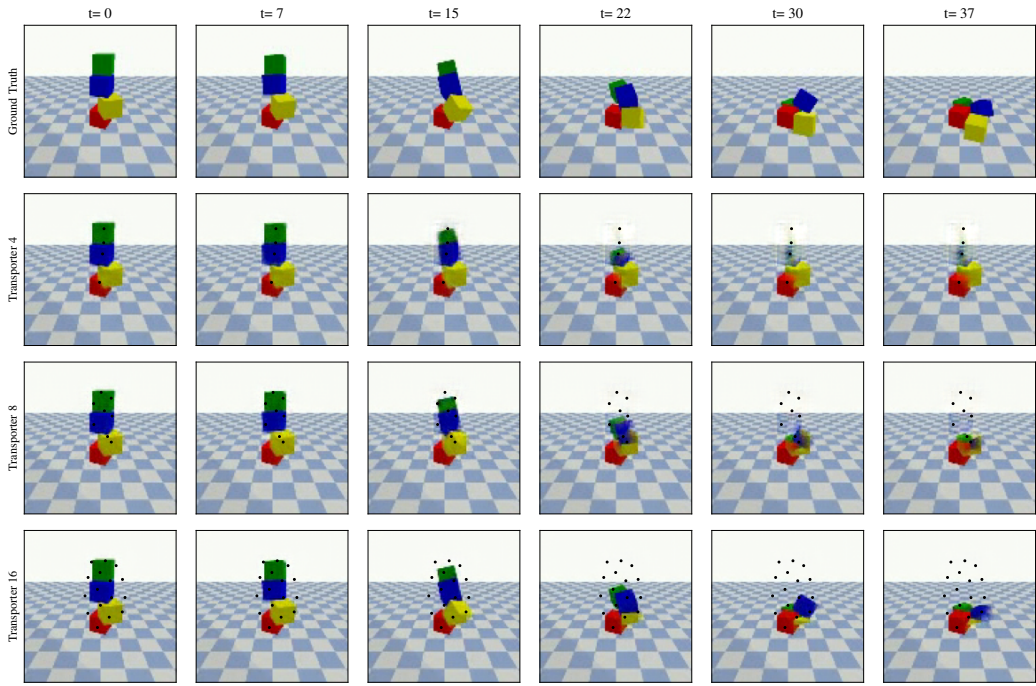 t= 0
t= 7
t= 15
t= 22
t= 30
t= 37
Ground Truth
Transporter 4
Transporter 8
Transporter 16